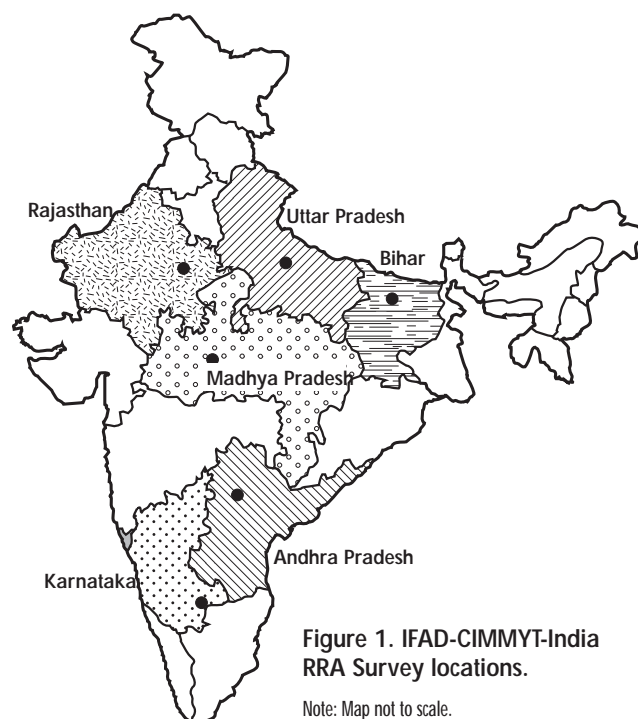 Rajasthan
Uttar Pradesh
Bihar
Madhya Pradesh
Andhra Pradesh
Karnataka
Figure 1. IFAD-CIMMYT-India
RRA Survey locations.
Note: Map not to scale.